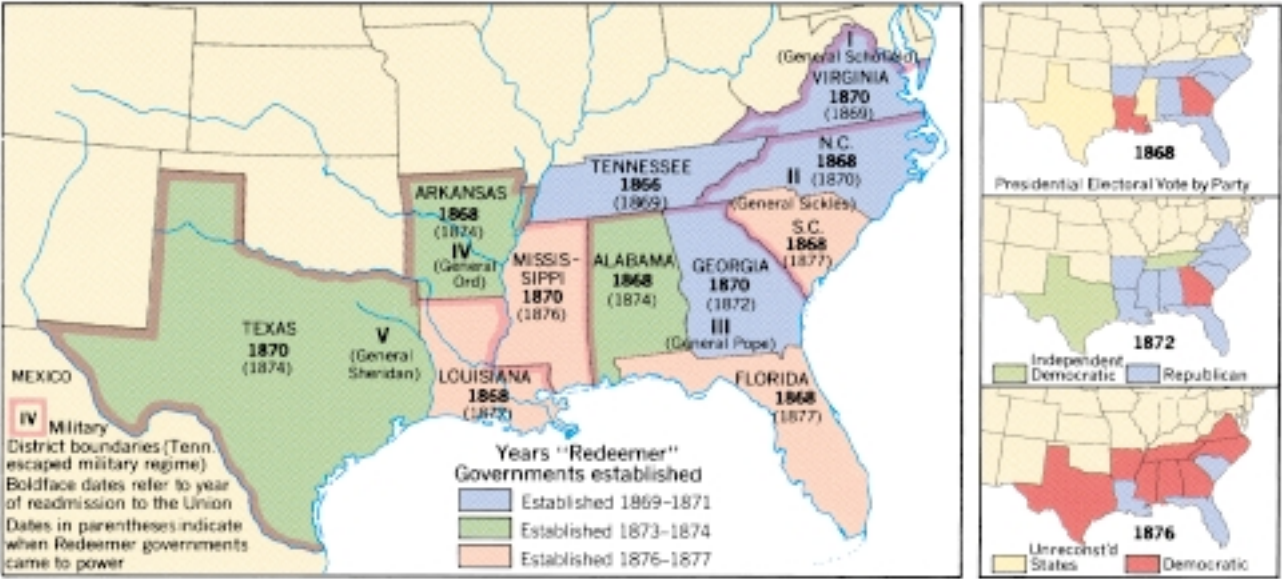 I
(General Schofield)
VIRGINIA
1870
(1869)
N.C.
1868
(1870)
II
(General Sickles)
TENNESSEE
1866
(1869)
S.C.
1868
(1877)
ARKANSAS
1868
(1874)
IV
(General
Ord)
MISSIS-
SIPPI
1870
(1876)
ALABAMA
1868
(1874)
GEORGIA
1870
(1872)
III
(General Pope)
TEXAS
1870
(1874)
V
(General
Sheridan)
LOUISIANA
1868
(1877)
FLORIDA
1868
(1877)
MEXICO
IV Military
District boundaries (Tenn.
escaped military regime)
Boldface dates refer to year
of readmission to the Union
Dates in parentheses indicate
when Redeemer governments
came to power
Years "Redeemer"
Governments established
Established 1869–1871
Established 1873–1874
Established 1876–1877
1868
Presidential Electoral Vote by Party
1872
Independent
Democratic
Republican
1876
Unreconst'd
States
Democratic